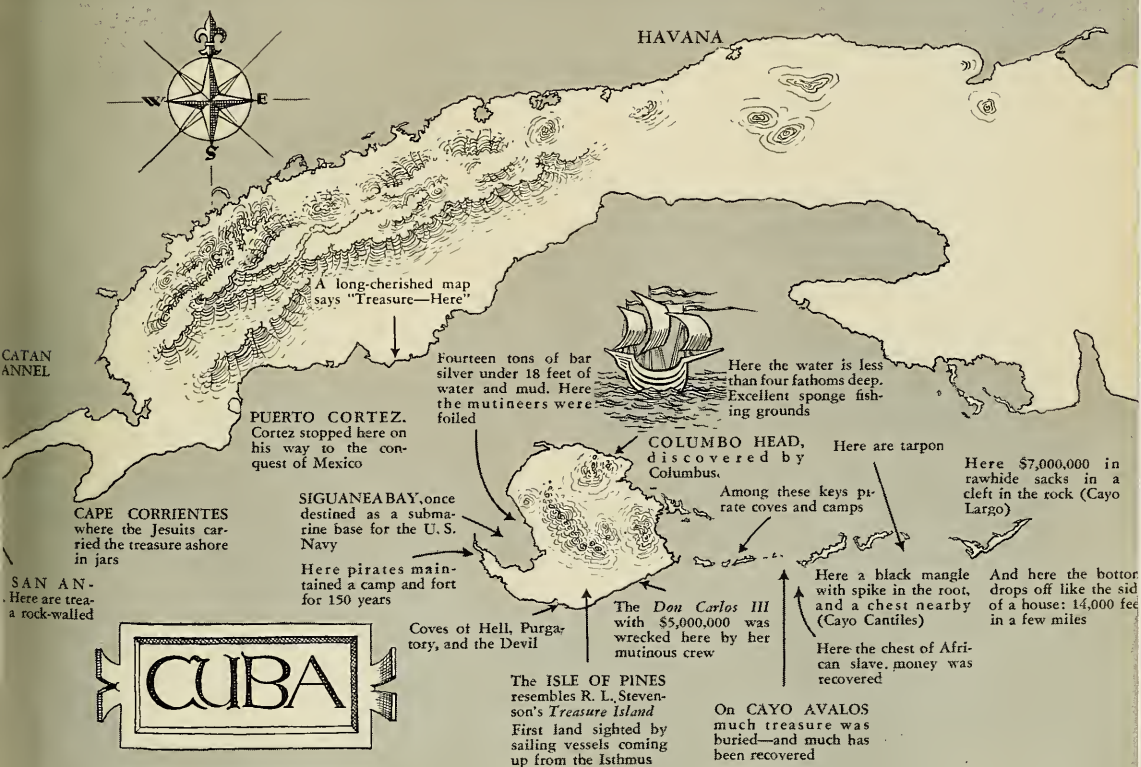 HAVANA
W
E
S
A long-cherished map
says "Treasure—Here"
CATAN
ANNEL
Fourteen tons of bar
silver under 18 feet of
water and mud. Here
the mutineers were
foiled
Here the water is less
than four fathoms deep.
Excellent sponge fish-
ing grounds
PUERTO CORTEZ.
Cortez stopped here on
his way to the con-
quest of Mexico
COLUMBO HEAD,
discovered by
Columbus.
Here are tarpon
Here $7,000,000 in
rawhide sacks in a
cleft in the rock (Cayo
Largo)
SIGUANEA BAY, once
destined as a subma-
rine base for the U. S.
Navy
Among these keys pi-
rate coves and camps
CAPE CORRIENTES
where the Jesuits car-
ried the treasure ashore
in jars
Here pirates main-
tained a camp and fort
for 150 years
SAN AN-
. Here are trea-
a rock-walled
Here a black mangle
with spike in the root,
and a chest nearby
(Cayo Cantiles)
And here the bottor
drops off like the sid
of a house: 14,000 fee
in a few miles
The Don Carlos III
with $5,000,000 was
wrecked here by her
mutinous crew
Coves of Hell, Purga-
tory, and the Devil
Here the chest of Afri-
can slave money was
recovered
CUBA
The ISLE OF PINES
resembles R. L. Steven-
son's Treasure Island
First land sighted by
sailing vessels coming
up from the Isthmus
On CAYO AVALOS
much treasure was
buried—and much has
been recovered